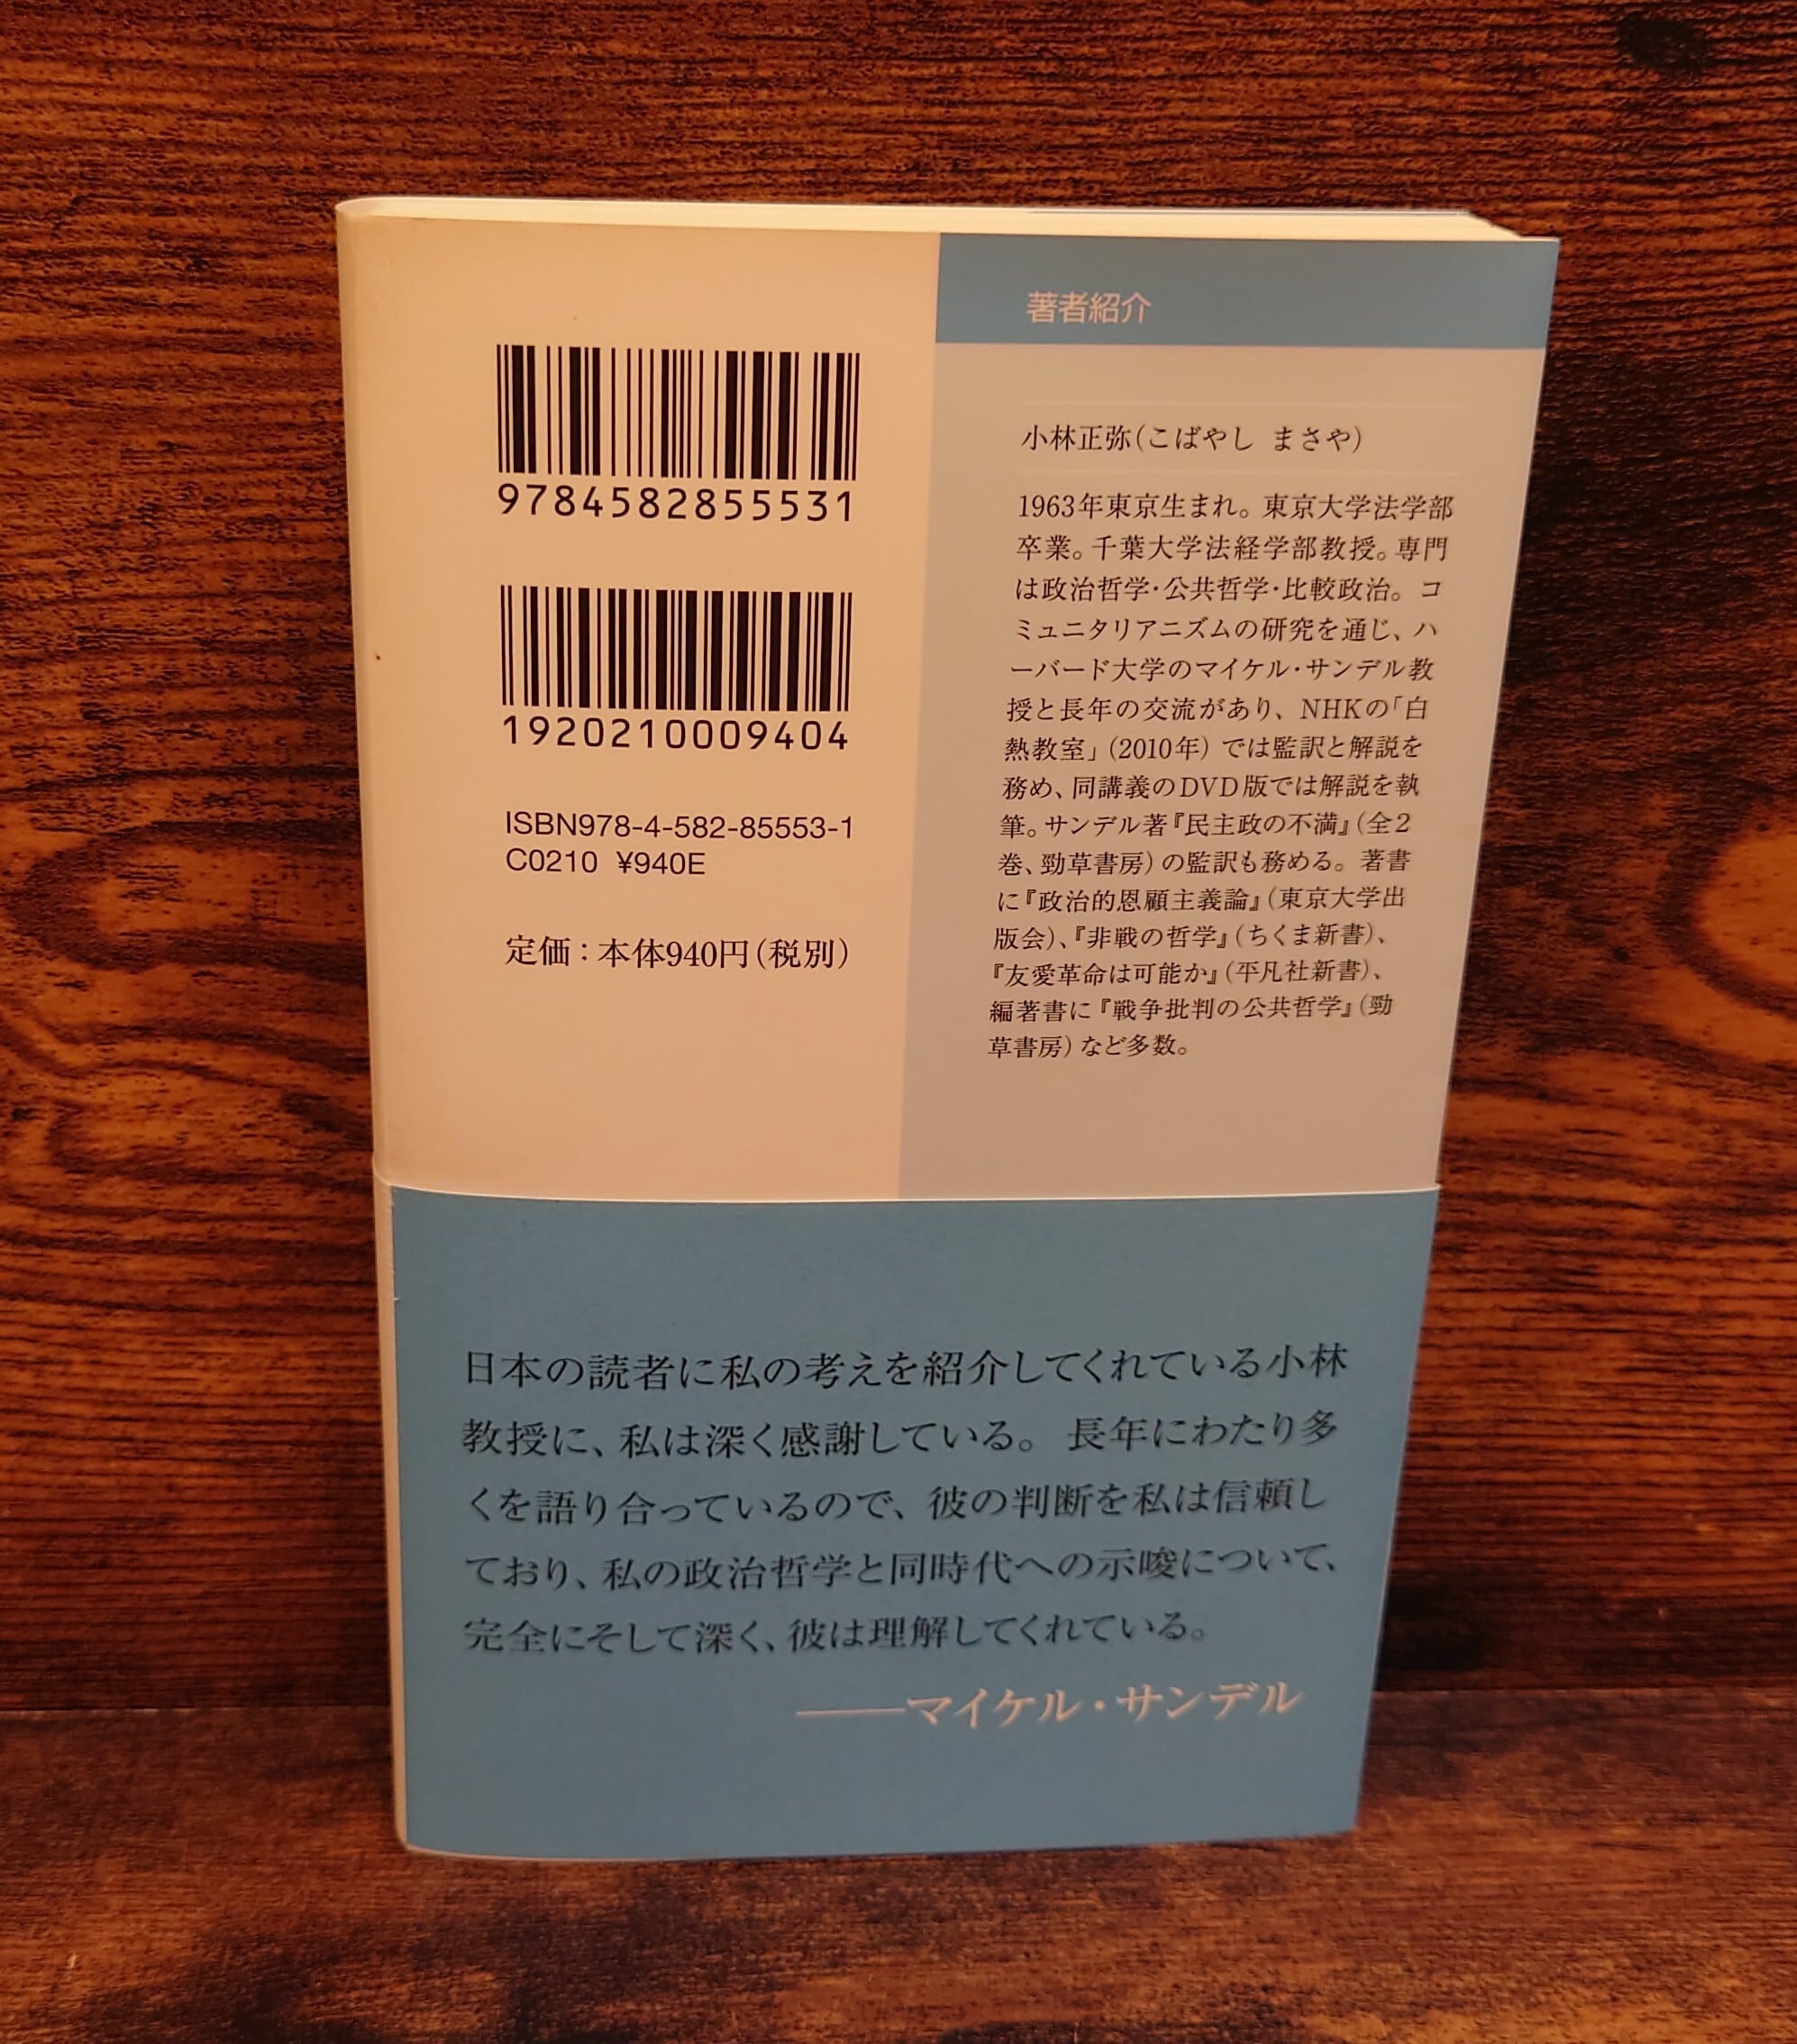 9784582855531
1920210009404
ISBN978-4-582-85553-1
C0210 ¥940E
定価：本体940円（税別）
著者紹介
小林正弥（こばやし まさや）
1963年東京生まれ。東京大学法学部
卒業。千葉大学法経学部教授。専門
は政治哲学・公共哲学・比較政治。コ
ミュニタリアニズムの研究を通じ、ハ
ーバード大学のマイケル・サンデル教
授と長年の交流があり、NHKの「白
熱教室」（2010年）では監訳と解説を
務め、同講義のDVD版では解説を執
筆。サンデル著『民主政の不満』（全2
巻、勁草書房）の監訳も務める。著書
に『政治的恩顧主義論』（東京大学出
版会）、『非戦の哲学』（ちくま新書）、
『友愛革命は可能か』（平凡社新書）、
編著書に『戦争批判の公共哲学』（勁
草書房）など多数。
日本の読者に私の考えを紹介してくれている小林
教授に、私は深く感謝している。長年にわたり多
くを語り合っているので、彼の判断を私は信頼し
ており、私の政治哲学と同時代への示唆について、
完全にそして深く、彼は理解してくれている。
――マイケル・サンデル